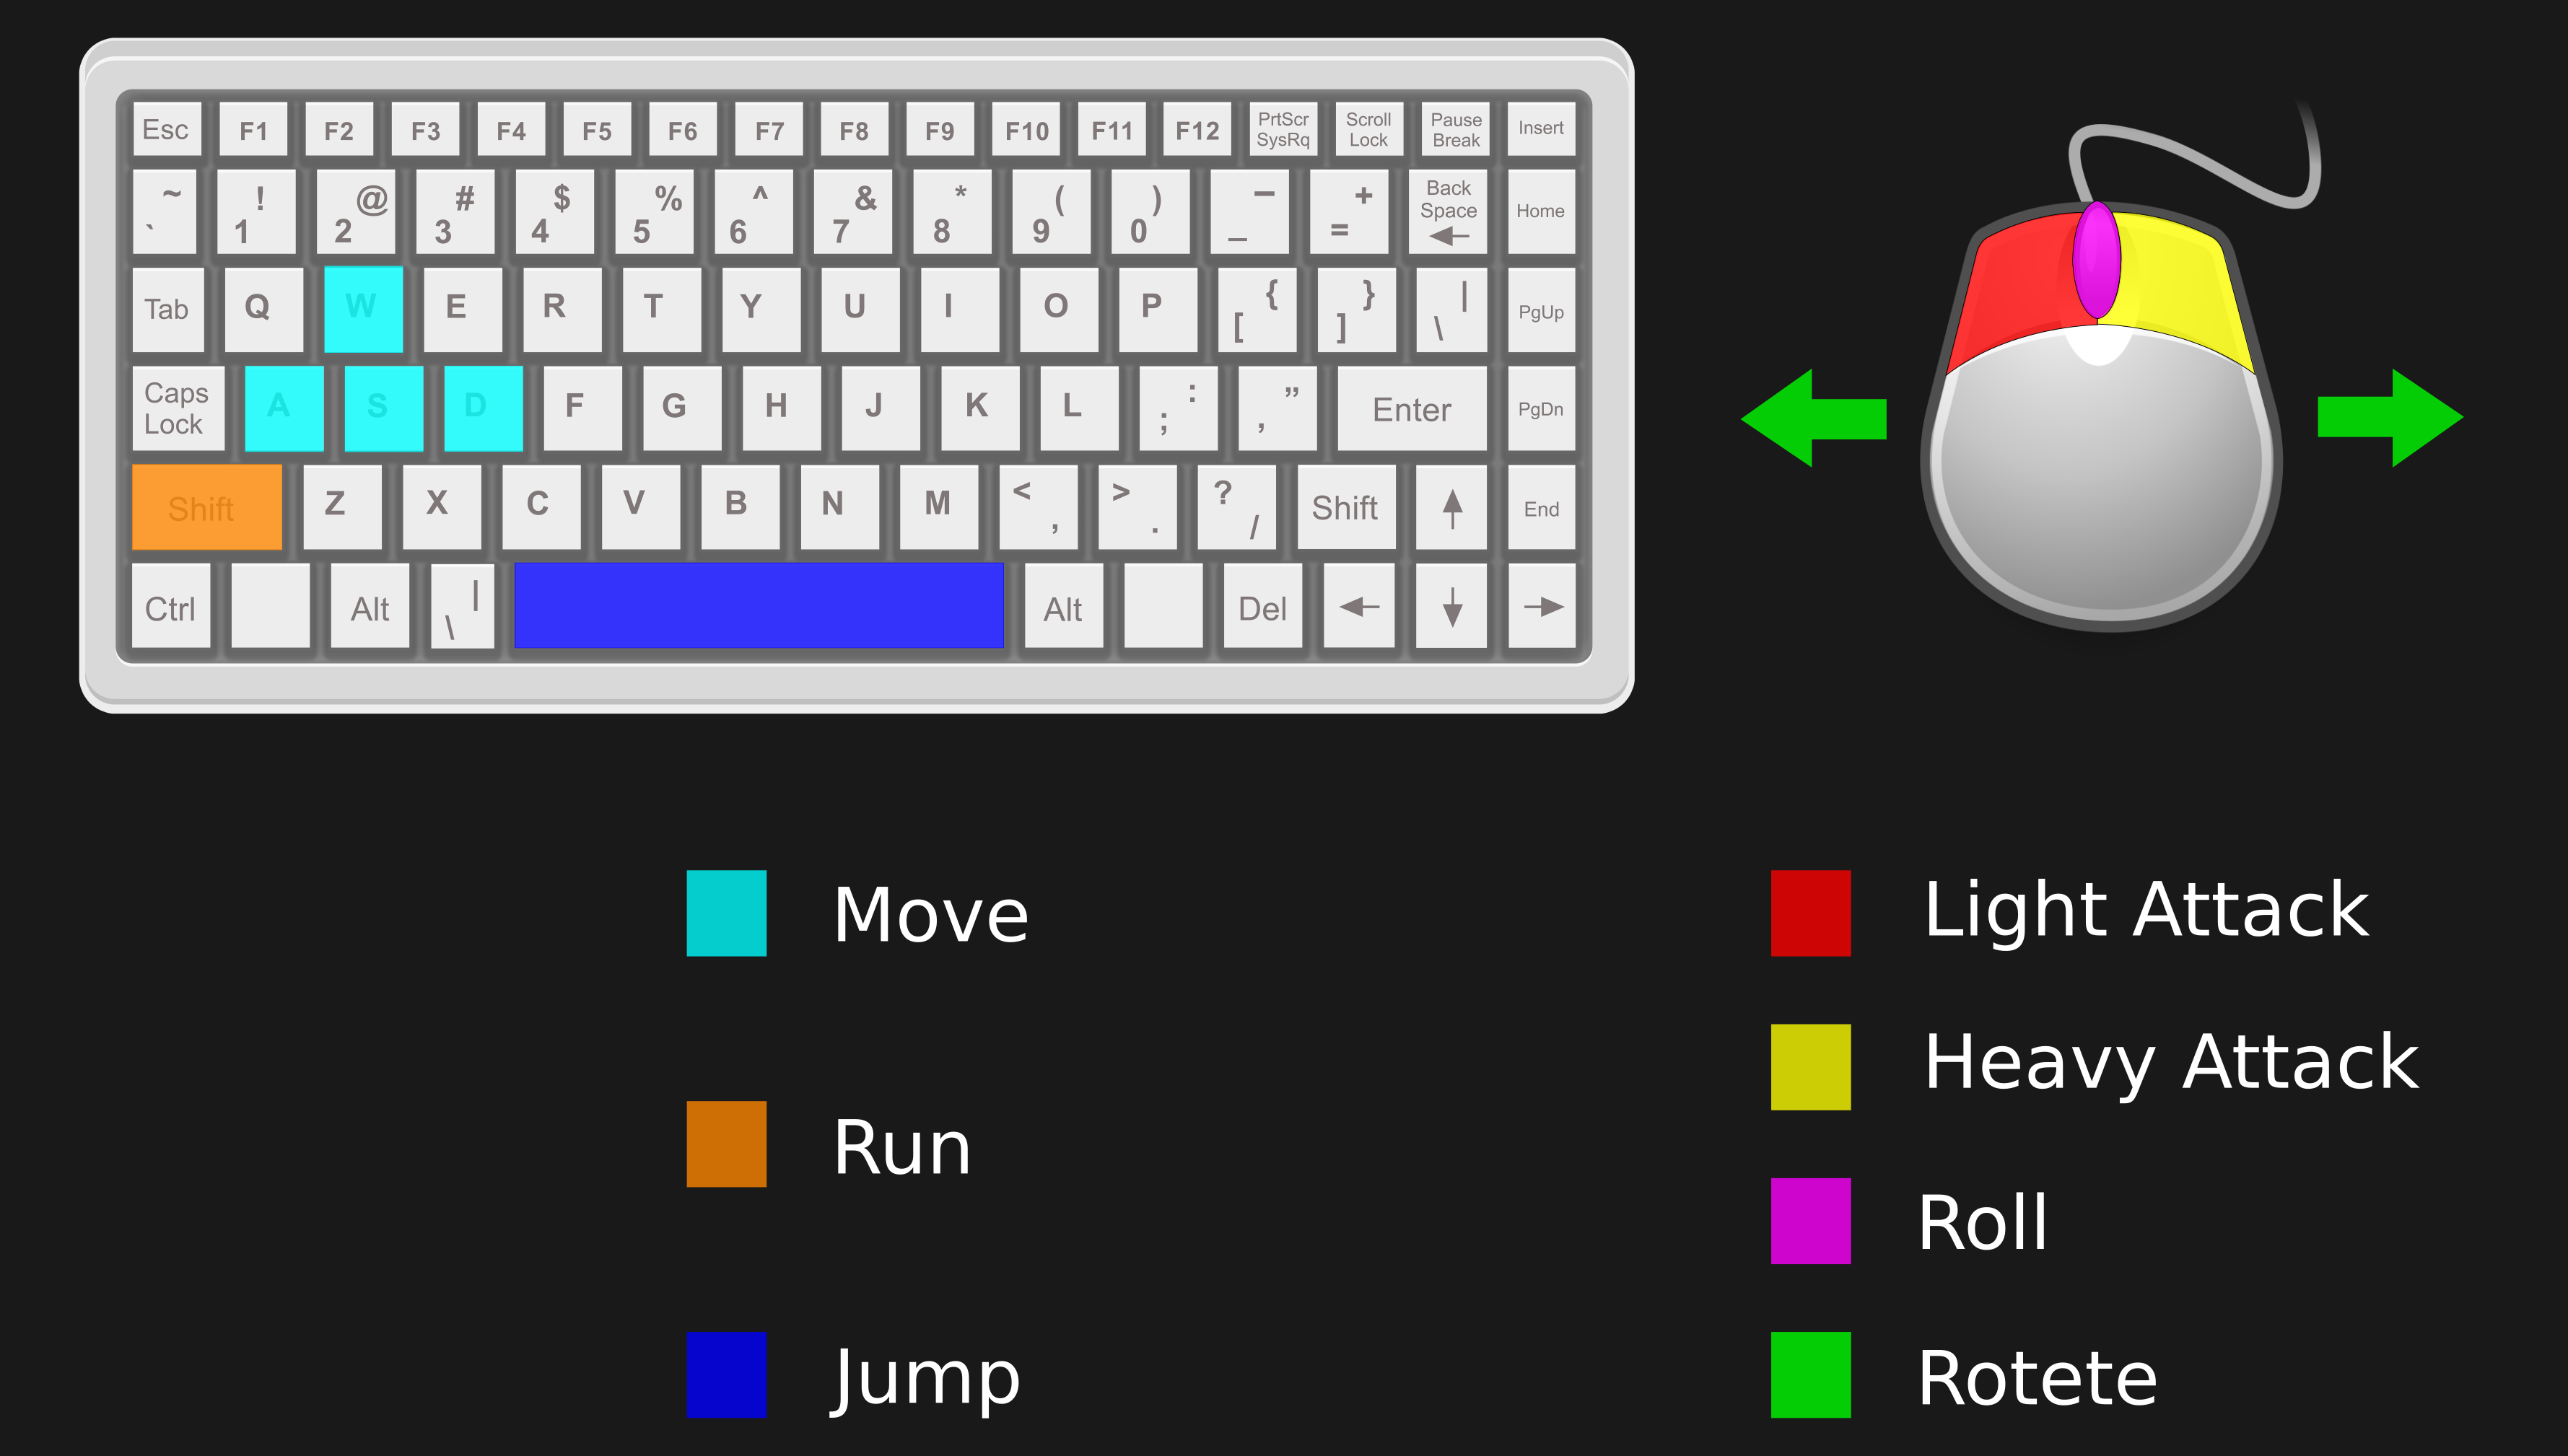 Esc F1 F2 F3 F4 F5 F6 F7 F8 F9 F10 F11 F12 PrtScr SysRq Scroll Lock Pause Break Insert
~ ` ! 1 @ 2 # 3 $ 4 % 5 ^ 6 & 7 * 8 ( 9 ) 0 – _ + = Back Space ← Home
Tab Q W E R T Y U I O P { [ } ] | \ PgUp
Caps Lock A S D F G H J K L : ; ” , Enter PgDn
Shift Z X C V B N M < , > . ? / Shift ↑ End
Ctrl Alt | \ Alt Del ← ↓ →
Move
Run
Jump
Light Attack
Heavy Attack
Roll
Rotete